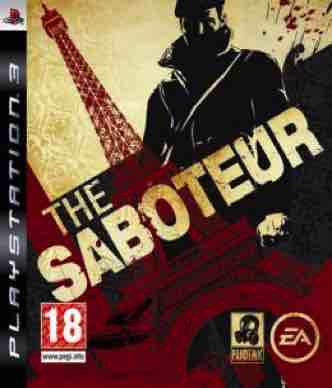 PLAYSTATION 3
THE
SABOTEUR
18
www.pegi.info
PANDEMIC
EA